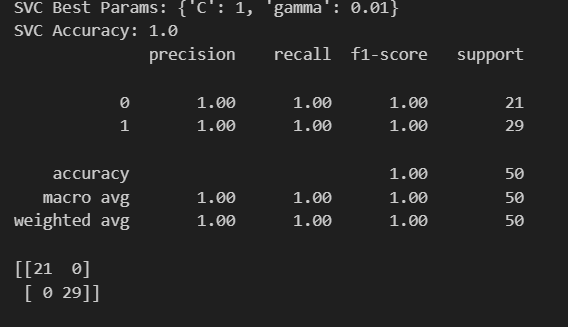 SVC Best Params: {'C': 1, 'gamma': 0.01}
SVC Accuracy: 1.0
              precision    recall  f1-score   support

           0       1.00      1.00      1.00        21
           1       1.00      1.00      1.00        29

    accuracy                           1.00        50
   macro avg       1.00      1.00      1.00        50
weighted avg       1.00      1.00      1.00        50

[[21  0]
 [ 0 29]]